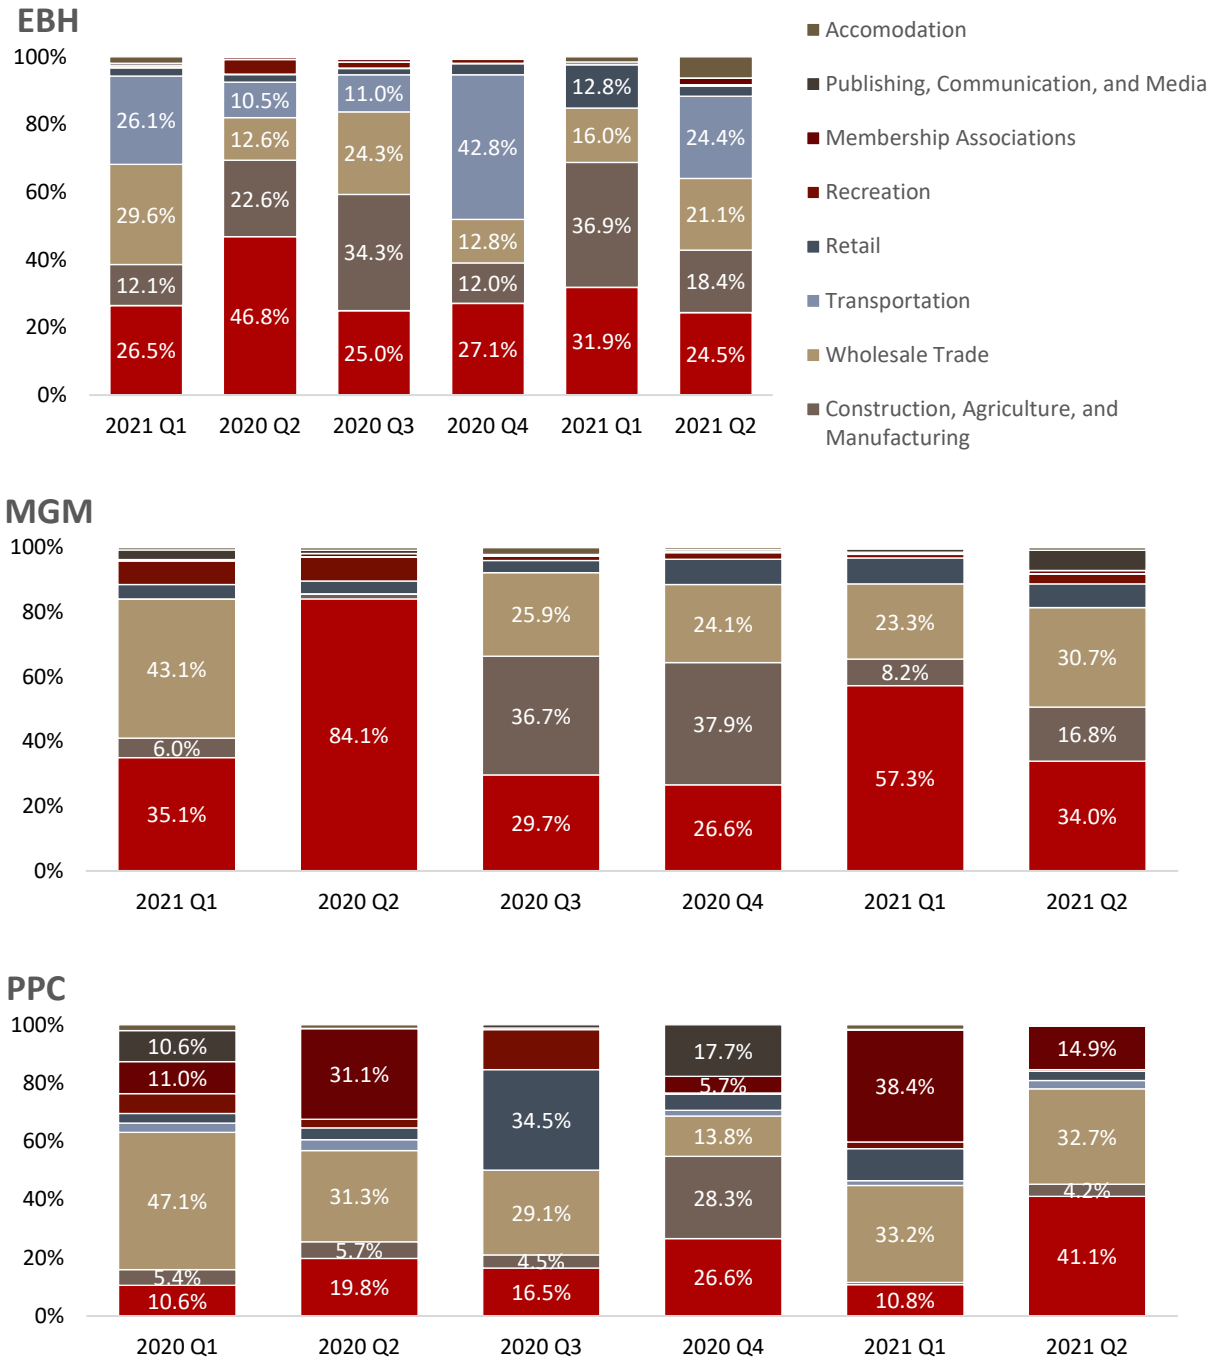 EBH
100%
80%
60%
40%
20%
0%
26.1%
29.6%
12.1%
26.5%
10.5%
12.6%
22.6%
46.8%
11.0%
24.3%
34.3%
25.0%
42.8%
12.8%
12.0%
27.1%
12.8%
16.0%
36.9%
31.9%
24.4%
21.1%
18.4%
24.5%
2021 Q1
2020 Q2
2020 Q3
2020 Q4
2021 Q1
2021 Q2
Accomodation
Publishing, Communication, and Media
Membership Associations
Recreation
Retail
Transportation
Wholesale Trade
Construction, Agriculture, and
Manufacturing
MGM
100%
80%
60%
40%
20%
0%
43.1%
6.0%
35.1%
84.1%
25.9%
36.7%
29.7%
24.1%
37.9%
26.6%
23.3%
8.2%
57.3%
30.7%
16.8%
34.0%
2021 Q1
2020 Q2
2020 Q3
2020 Q4
2021 Q1
2021 Q2
PPC
100%
80%
60%
40%
20%
0%
10.6%
11.0%
47.1%
5.4%
10.6%
31.1%
31.3%
5.7%
19.8%
34.5%
29.1%
4.5%
16.5%
17.7%
5.7%
13.8%
28.3%
26.6%
38.4%
33.2%
10.8%
14.9%
32.7%
4.2%
41.1%
2020 Q1
2020 Q2
2020 Q3
2020 Q4
2021 Q1
2021 Q2